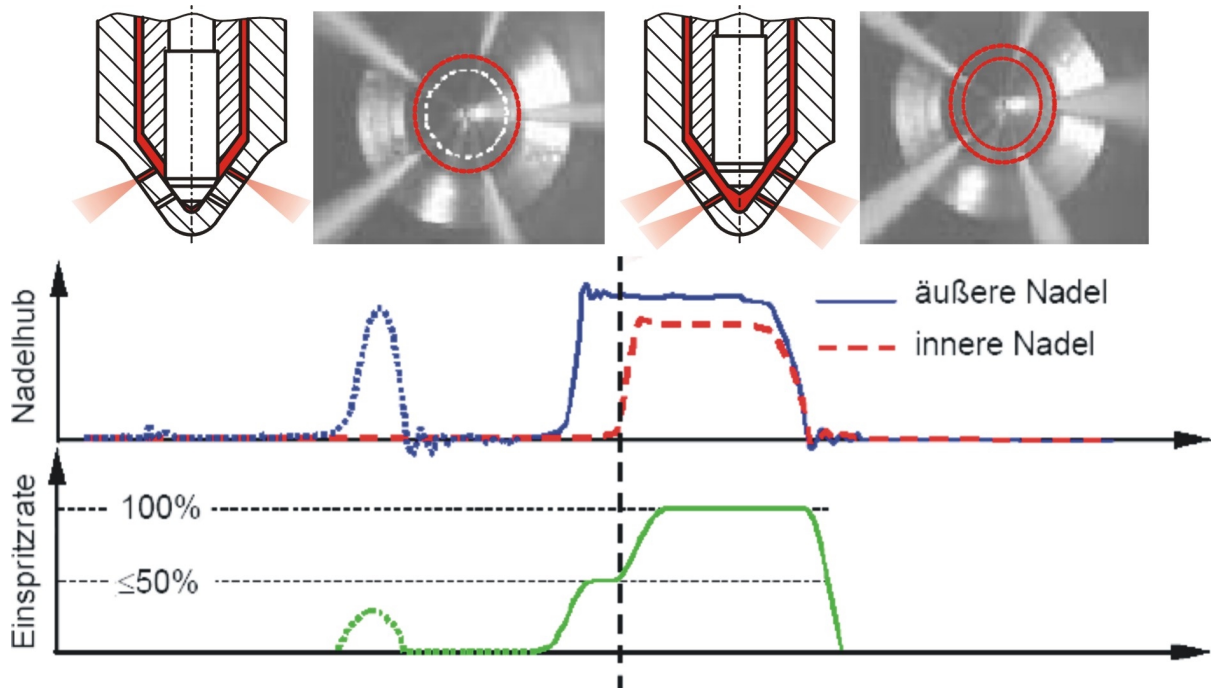 Nadelhub
äußere Nadel
innere Nadel
Einspritzrate
100%
≤50%